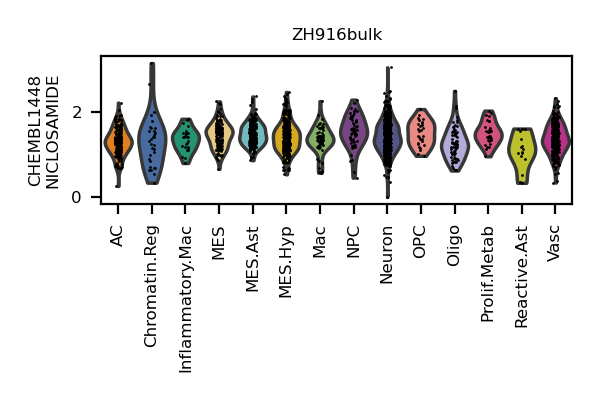 ZH916bulk
CHEMBL1448
NICLOSAMIDE
2
0
AC
Chromatin.Reg
Inflammatory.Mac
MES
MES.Ast
MES.Hyp
Mac
NPC
Neuron
OPC
Oligo
Prolif.Metab
Reactive.Ast
Vasc